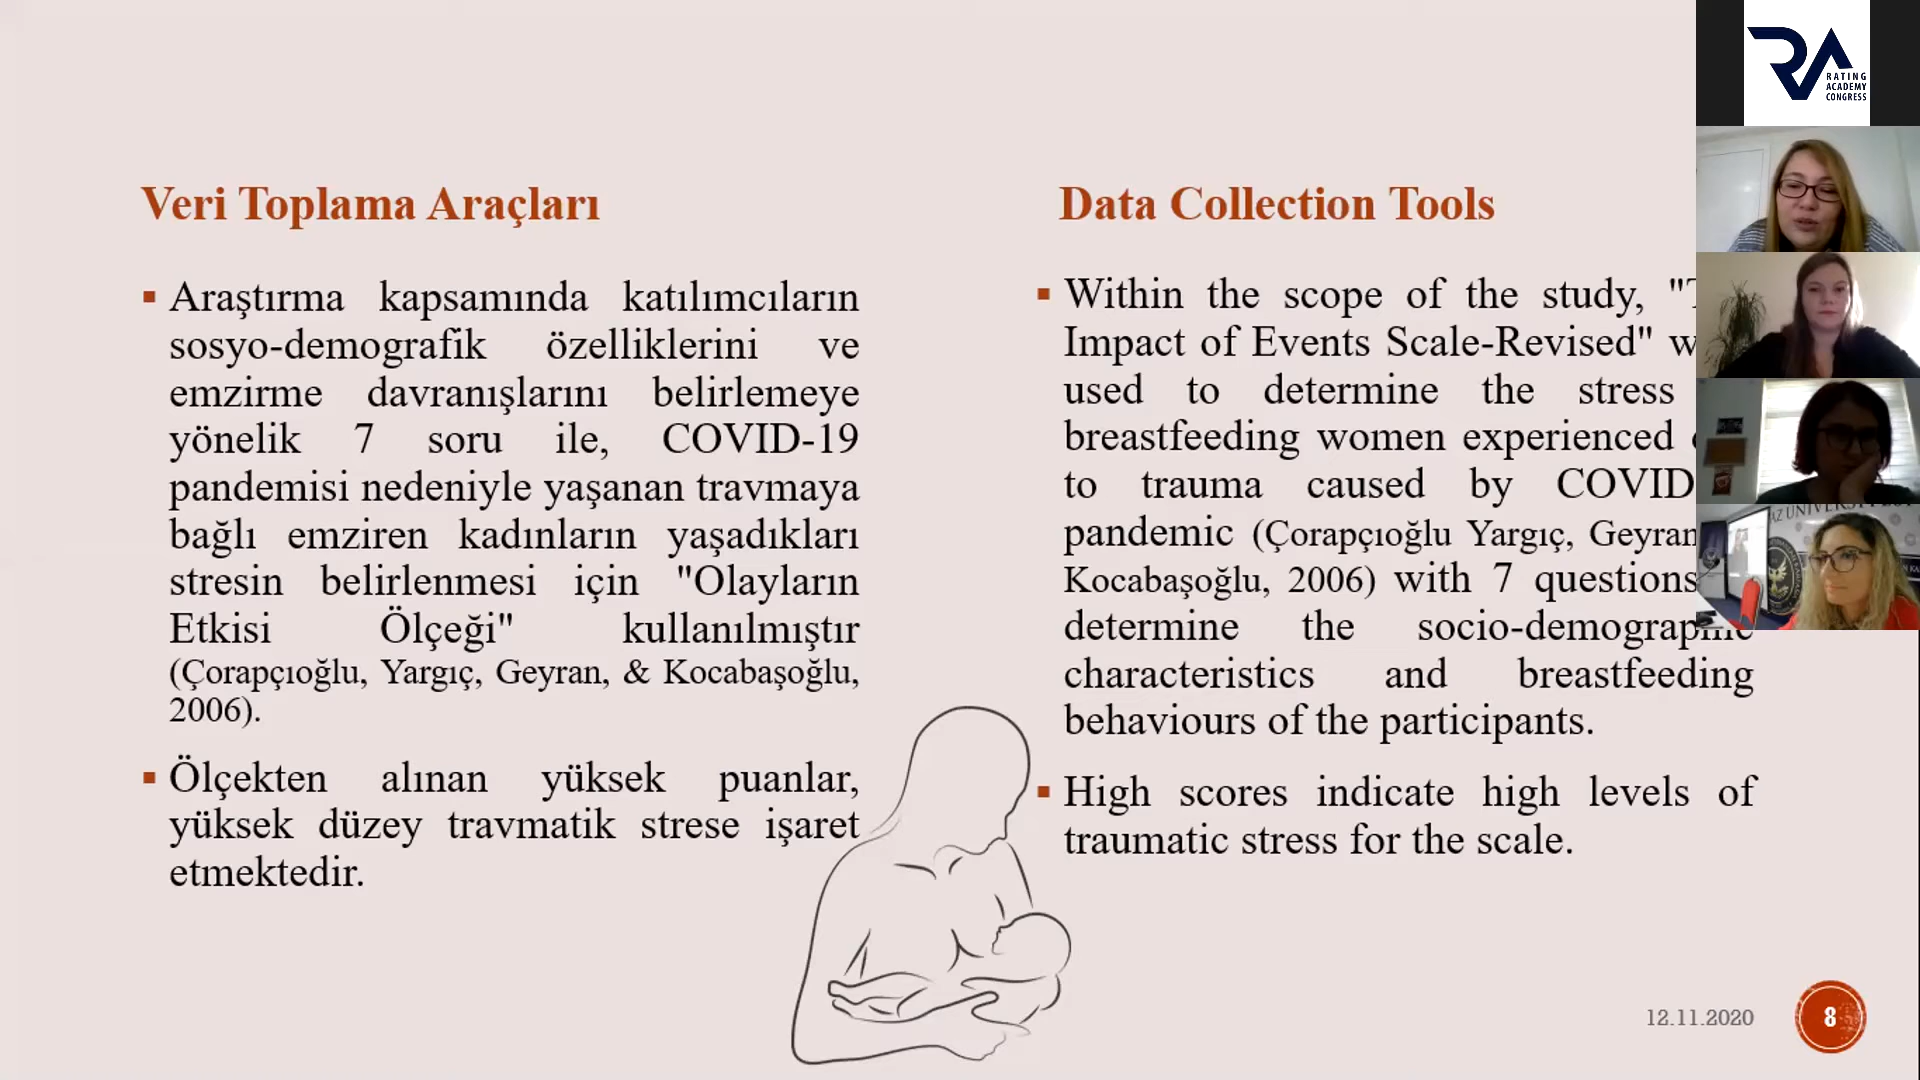 Veri Toplama Araçları
▪ Araştırma kapsamında katılımcıların
sosyo-demografik özelliklerini ve
emzirme davranışlarını belirlemeye
yönelik 7 soru ile, COVID-19
pandemisi nedeniyle yaşanan travmaya
bağlı emziren kadınların yaşadıkları
stresin belirlenmesi için "Olayların
Etkisi Ölçeği" kullanılmıştır
(Çorapçıoğlu, Yargıç, Geyran, & Kocabaşoğlu,
2006).
▪ Ölçekten alınan yüksek puanlar,
yüksek düzey travmatik strese işaret
etmektedir.
Data Collection Tools
▪ Within the scope of the study,
Impact of Events Scale-Revised"
used to determine the stress
breastfeeding women experienced
to trauma caused by COVID
pandemic (Çorapçıoğlu Yargıç, Geyran
Kocabaşoğlu, 2006) with 7 questions
determine the socio-demographic
characteristics and breastfeeding
behaviours of the participants.
▪ High scores indicate high levels of
traumatic stress for the scale.
12.11.2020
8
RA
RATING
ACADEMY
CONGRESS